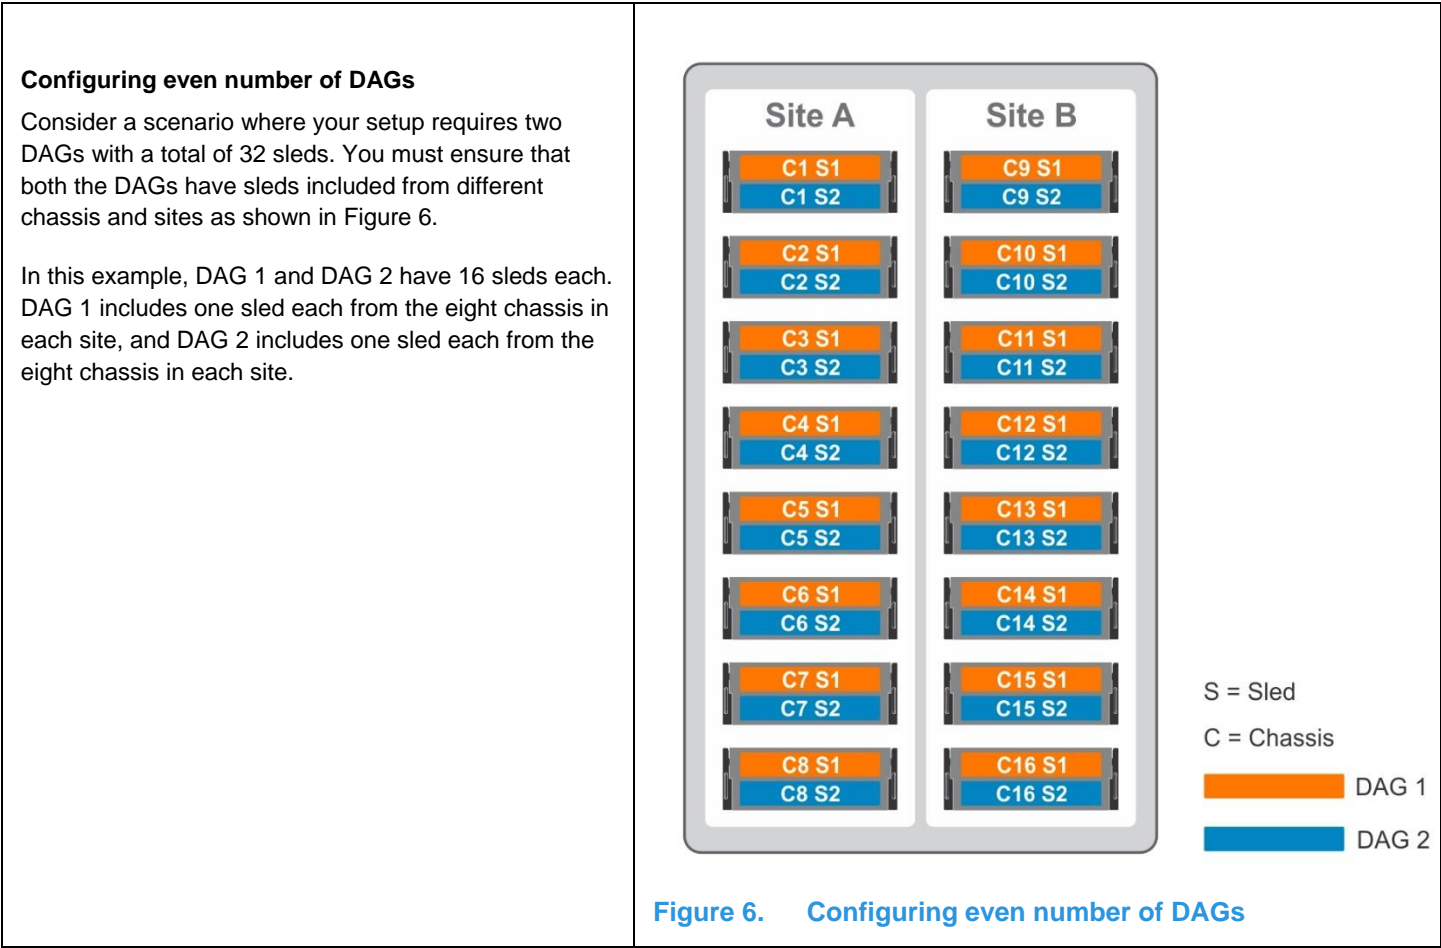 Configuring even number of DAGs
Consider a scenario where your setup requires two
DAGs with a total of 32 sleds. You must ensure that
both the DAGs have sleds included from different
chassis and sites as shown in Figure 6.
In this example, DAG 1 and DAG 2 have 16 sleds each.
DAG 1 includes one sled each from the eight chassis in
each site, and DAG 2 includes one sled each from the
eight chassis in each site.
Site A
C1 S1
C1 S2
C2 S1
C2 S2
C3 S1
C3 S2
C4 S1
C4 S2
C5 S1
C5 S2
C6 S1
C6 S2
C7 S1
C7 S2
C8 S1
C8 S2
Site B
C9 S1
C9 S2
C10 S1
C10 S2
C11 S1
C11 S2
C12 S1
C12 S2
C13 S1
C13 S2
C14 S1
C14 S2
C15 S1
C15 S2
C16 S1
C16 S2
S = Sled
C = Chassis
DAG 1
DAG 2
Figure 6. Configuring even number of DAGs